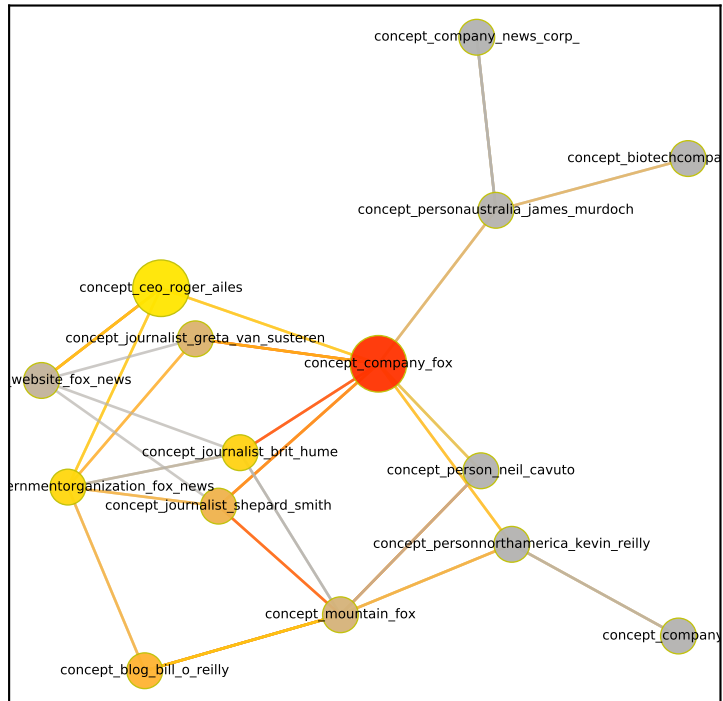 concept_company_news_corp_
concept_biotechcompa
concept_personaustralia_james_murdoch
concept_ceo_roger_ailes
concept_journalist_greta_van_susteren
concept_company_fox
_website_fox_news
concept_journalist_brit_hume
concept_person_neil_cavuto
ernmentorganization_fox_news
concept_journalist_shepard_smith
concept_personnorthamerica_kevin_reilly
concept_mountain_fox
concept_company
concept_blog_bill_o_reilly